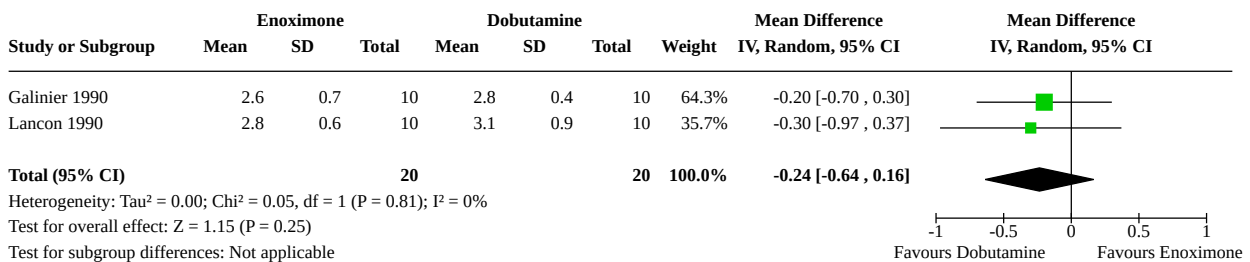 Enoximone Dobutamine Mean Difference Mean Difference
Study or Subgroup Mean SD Total Mean SD Total Weight IV, Random, 95% CI IV, Random, 95% CI
Galinier 1990 2.6 0.7 10 2.8 0.4 10 64.3% -0.20 [-0.70 , 0.30]
Lancon 1990 2.8 0.6 10 3.1 0.9 10 35.7% -0.30 [-0.97 , 0.37]
Total (95% CI) 20 20 100.0% -0.24 [-0.64 , 0.16]
Heterogeneity: Tau² = 0.00; Chi² = 0.05, df = 1 (P = 0.81); I² = 0%
Test for overall effect: Z = 1.15 (P = 0.25)
-1 -0.5 0 0.5 1
Test for subgroup differences: Not applicable
Favours Dobutamine Favours Enoximone